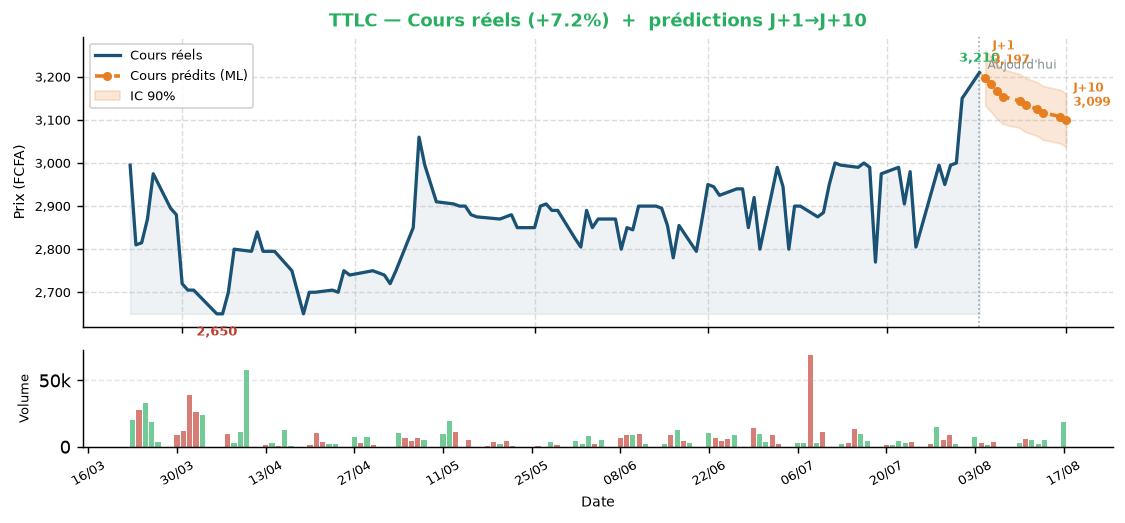 TTLC — Cours réels (+7.2%) + prédictions J+1→J+10
Cours réels
Cours prédits (ML)
IC 90%
J+1
3,210
3,197
Aujourd'hui
J+10
3,099
Prix (FCFA)
3,200
3,100
3,000
2,900
2,800
2,700
2,650
Volume
50k
0
16/03
30/03
13/04
27/04
11/05
25/05
08/06
22/06
06/07
20/07
03/08
17/08
Date